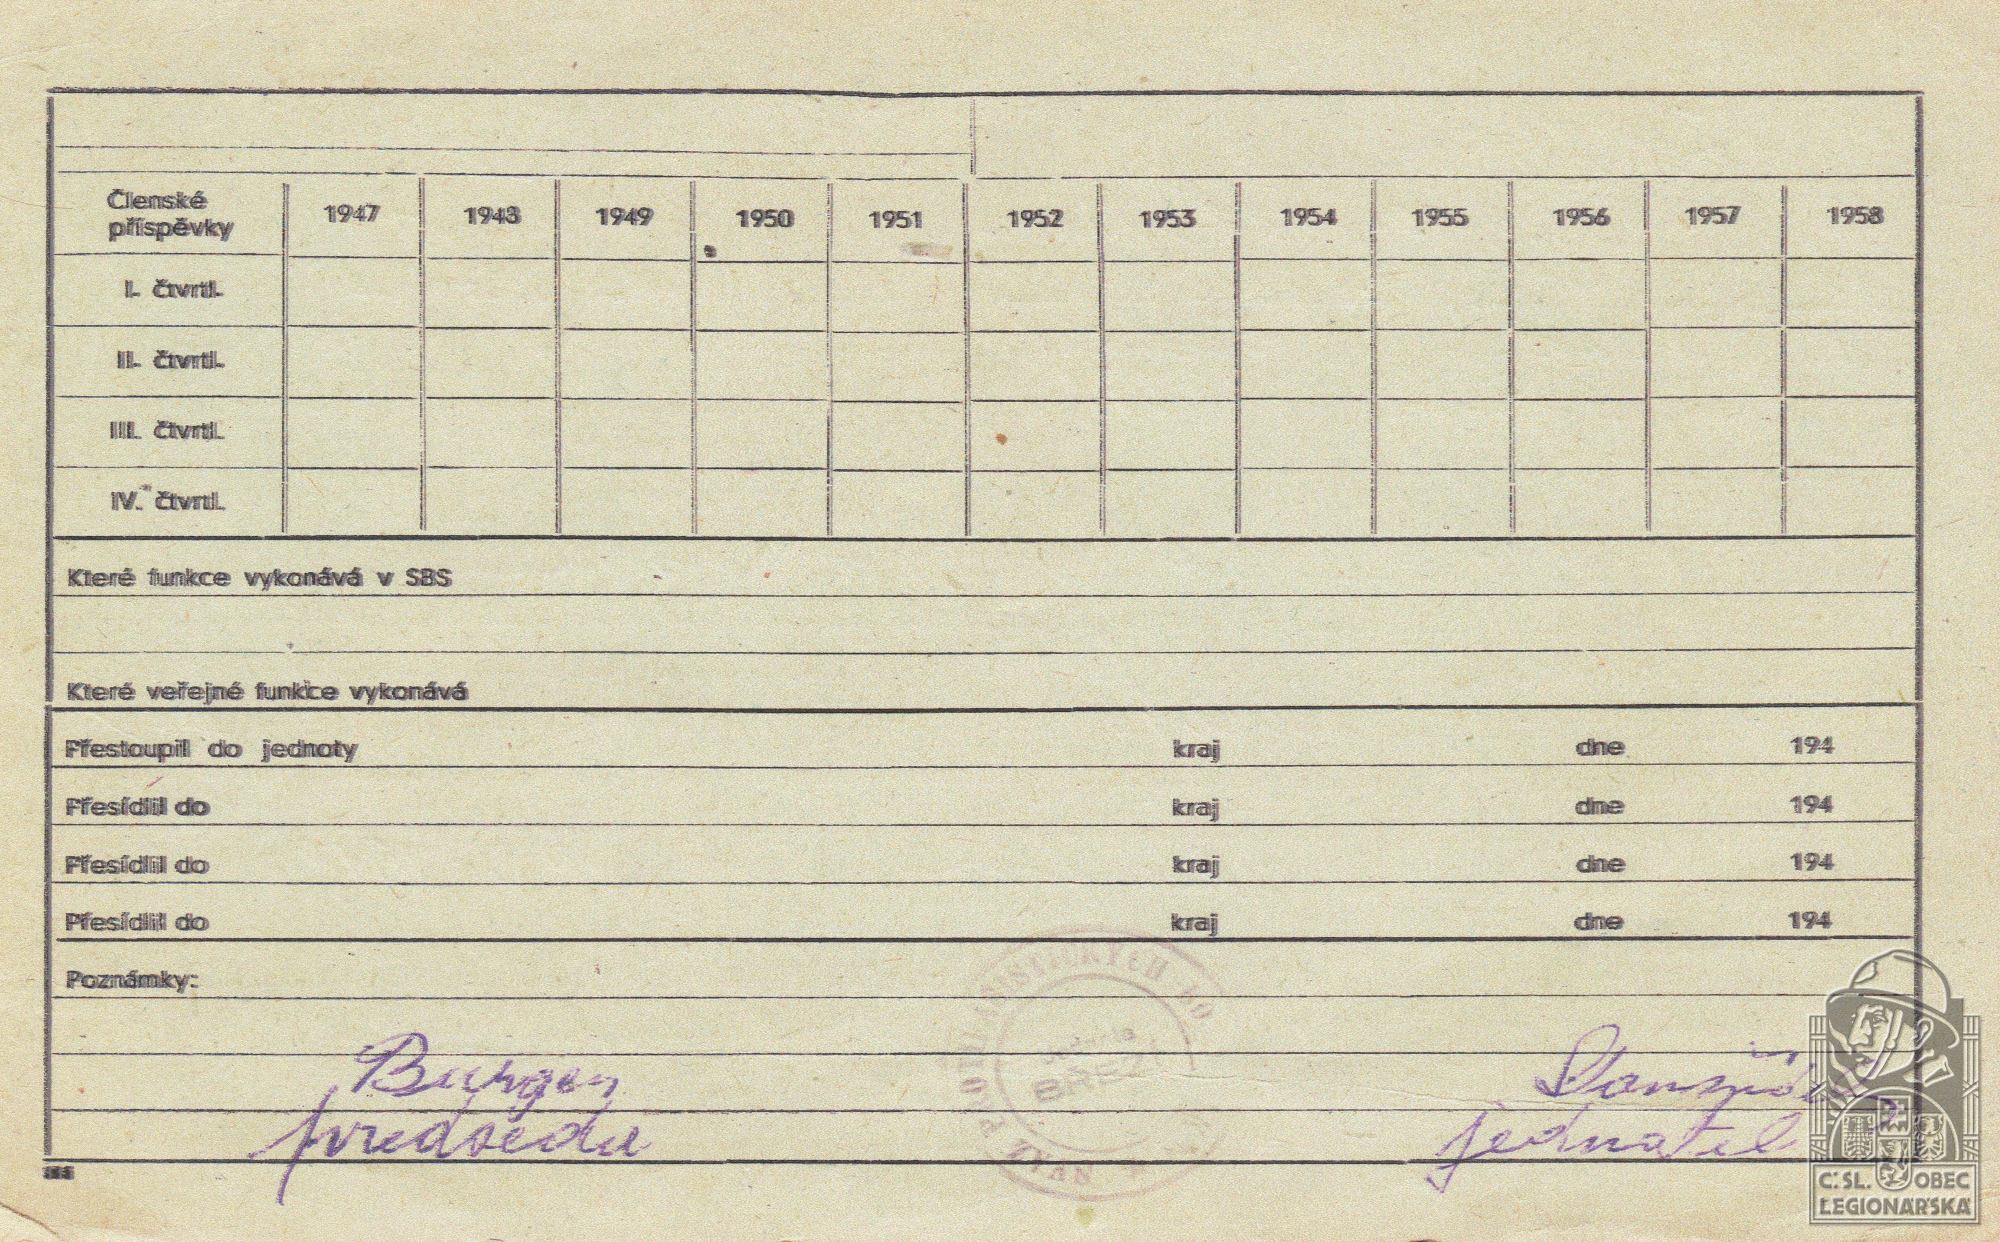 Členské příspěvky 1947 1948 1949 1950 1951 1952 1953 1954 1955 1956 1957 1958
I. čtvrtl.
II. čtvrtl.
III. čtvrtl.
IV. čtvrtl.
Které funkce vykonává v SBS
Které veřejné funkce vykonává
Přestoupil do jednoty kraj dne 194
Přesídlil do kraj dne 194
Přesídlil do kraj dne 194
Přesídlil do kraj dne 194
Poznámky:
Burger
předseda
jednatel
SVAZ PROTIFAŠISTICKÝCH BO
Č.SL. OBEC
LEGIONÁŘSKÁ